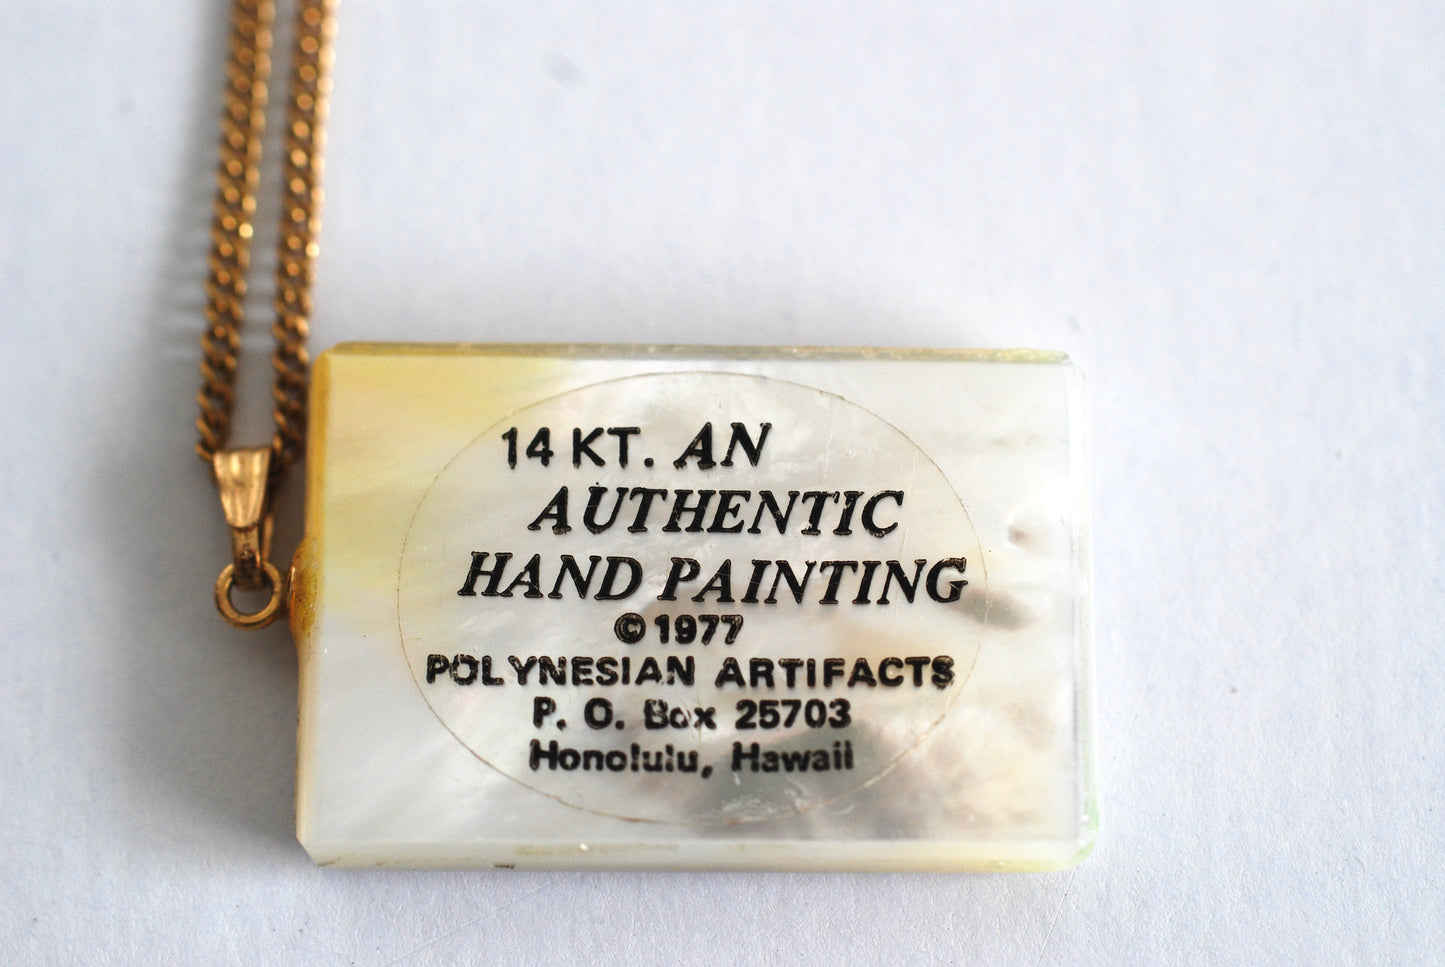 14 KT. AN
AUTHENTIC
HAND PAINTING
©1977
POLYNESIAN ARTIFACTS
P. O. Box 25703
Honolulu, Hawaii